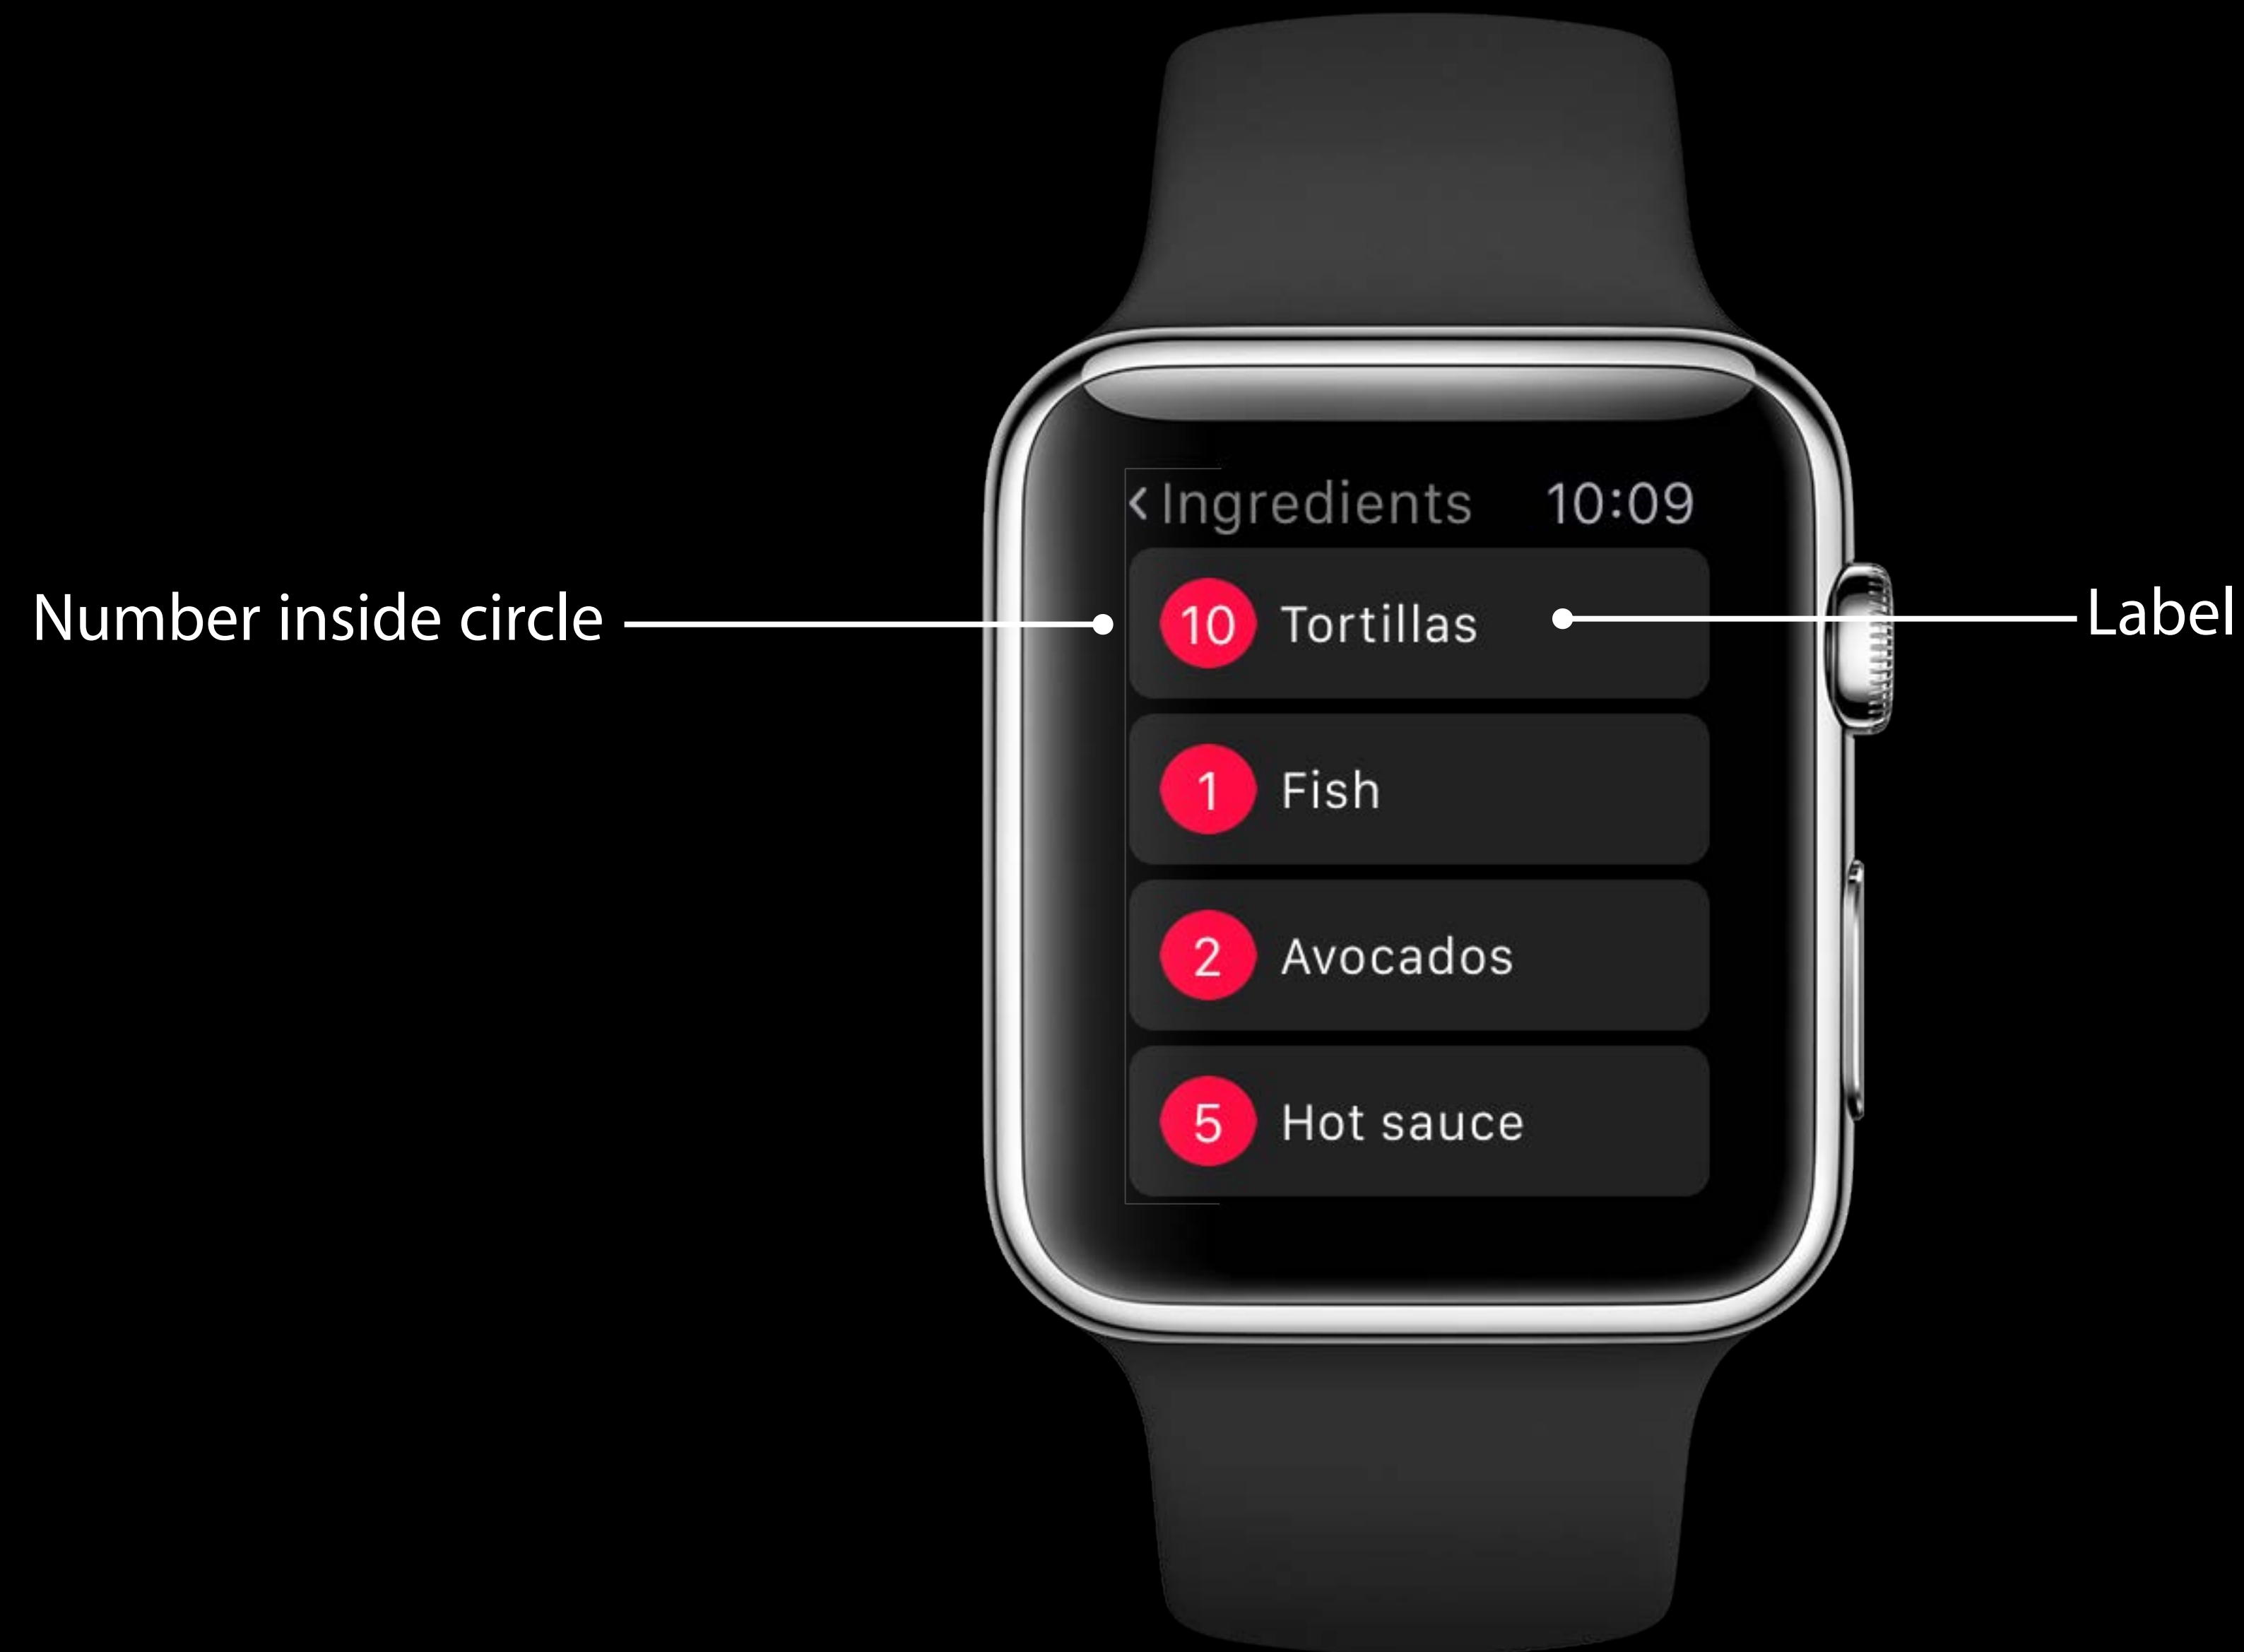 < Ingredients 10:09
Number inside circle
10 Tortillas
Label
1 Fish
2 Avocados
5 Hot sauce